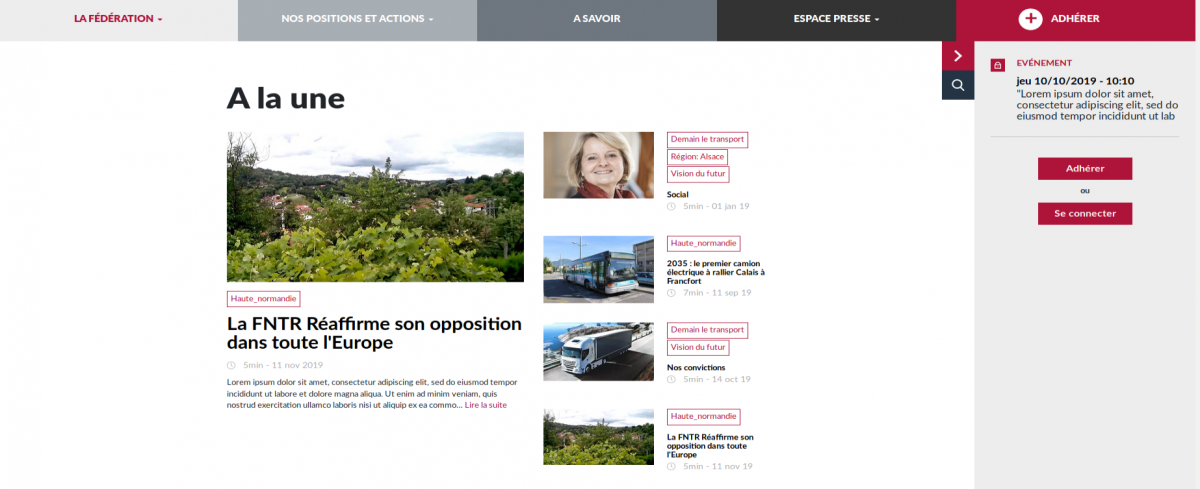 LA FÉDÉRATION
NOS POSITIONS ET ACTIONS
A SAVOIR
ESPACE PRESSE
ADHÉRER
A la une
Haute_normandie
La FNTR Réaffirme son opposition
dans toute l'Europe
5min - 11 nov 2019
Lorem ipsum dolor sit amet, consectetur adipiscing elit, sed do eiusmod tempor
incididunt ut labore et dolore magna aliqua. Ut enim ad minim veniam, quis
nostrud exercitation ullamco laboris nisi ut aliquip ex ea commo... Lire la suite
Demain le transport
Région: Alsace
Vision du futur
Social
5min - 01 jan 19
Haute_normandie
2035 : le premier camion
électrique à rallier Calais à
Francfort
7min - 11 sep 19
Demain le transport
Vision du futur
Nos convictions
5min - 14 oct 19
Haute_normandie
La FNTR Réaffirme son
opposition dans toute
l'Europe
5min - 11 nov 19
EVÉNEMENT
jeu 10/10/2019 - 10:10
"Lorem ipsum dolor sit amet,
consectetur adipiscing elit, sed do
eiusmod tempor incididunt ut lab
Adhérer
ou
Se connecter